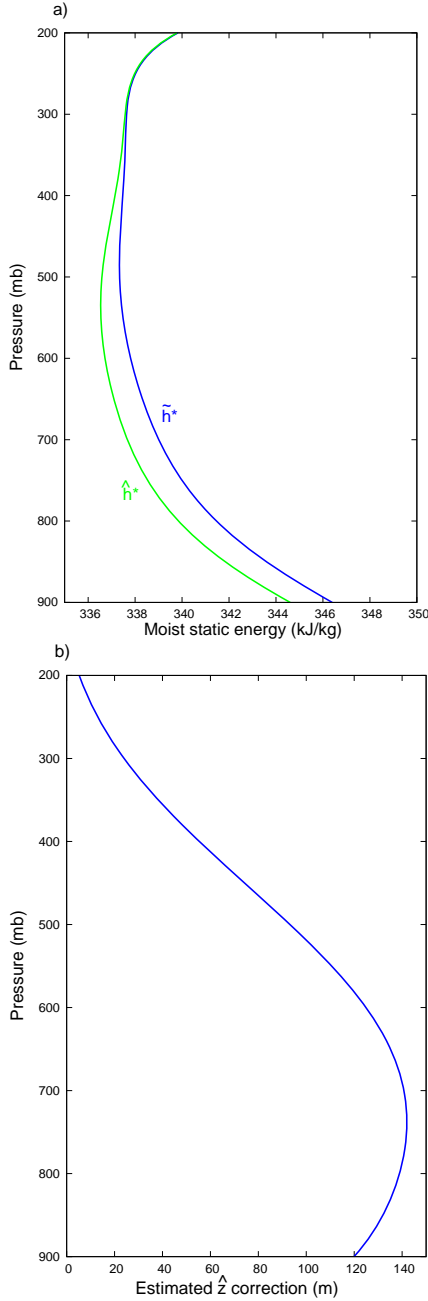 a)
200
300
400
500
600
700
800
900
Pressure (mb)
h̃*
ĥ*
336 338 340 342 344 346 348 350
Moist static energy (kJ/kg)
b)
200
300
400
500
600
700
800
900
Pressure (mb)
0 20 40 60 80 100 120 140
Estimated ẑ correction (m)